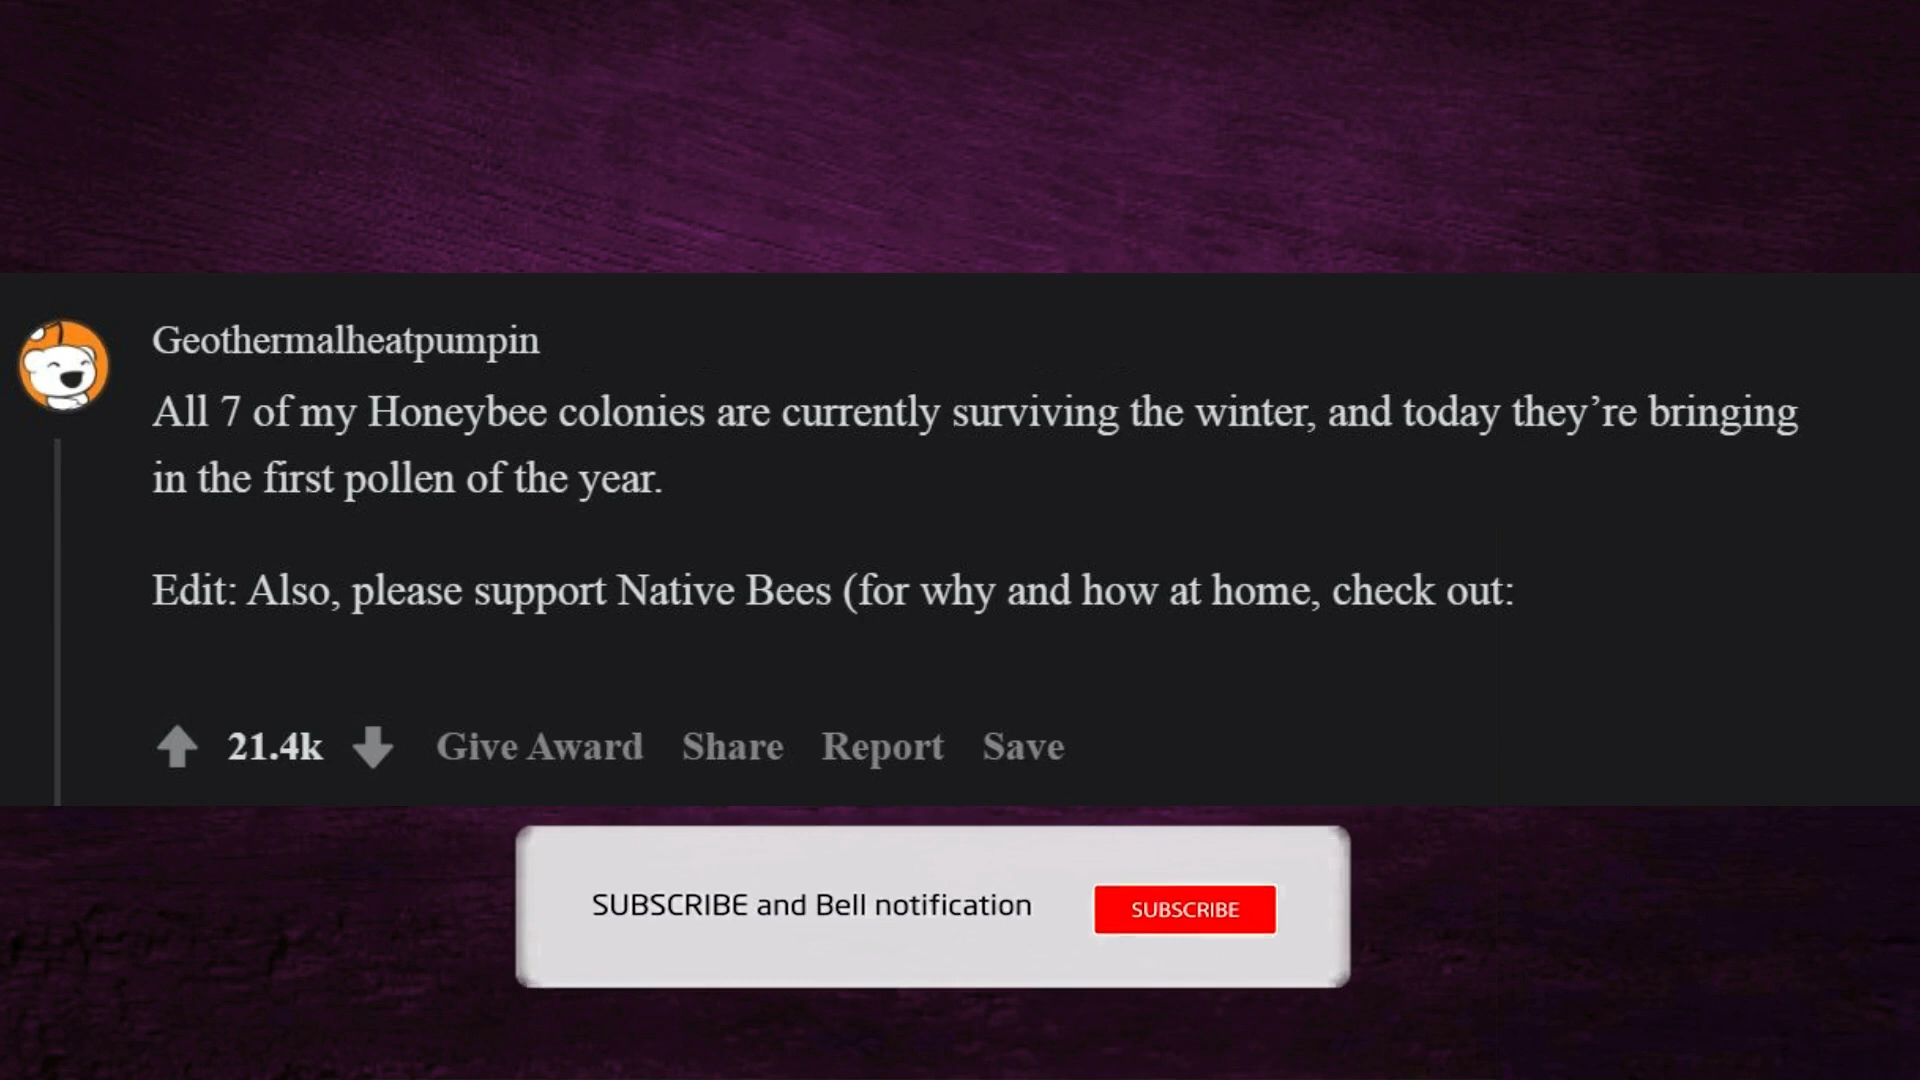 Geothermalheatpumpin
All 7 of my Honeybee colonies are currently surviving the winter, and today they’re bringing
in the first pollen of the year.
Edit: Also, please support Native Bees (for why and how at home, check out:
21.4k Give Award Share Report Save
SUBSCRIBE and Bell notification SUBSCRIBE